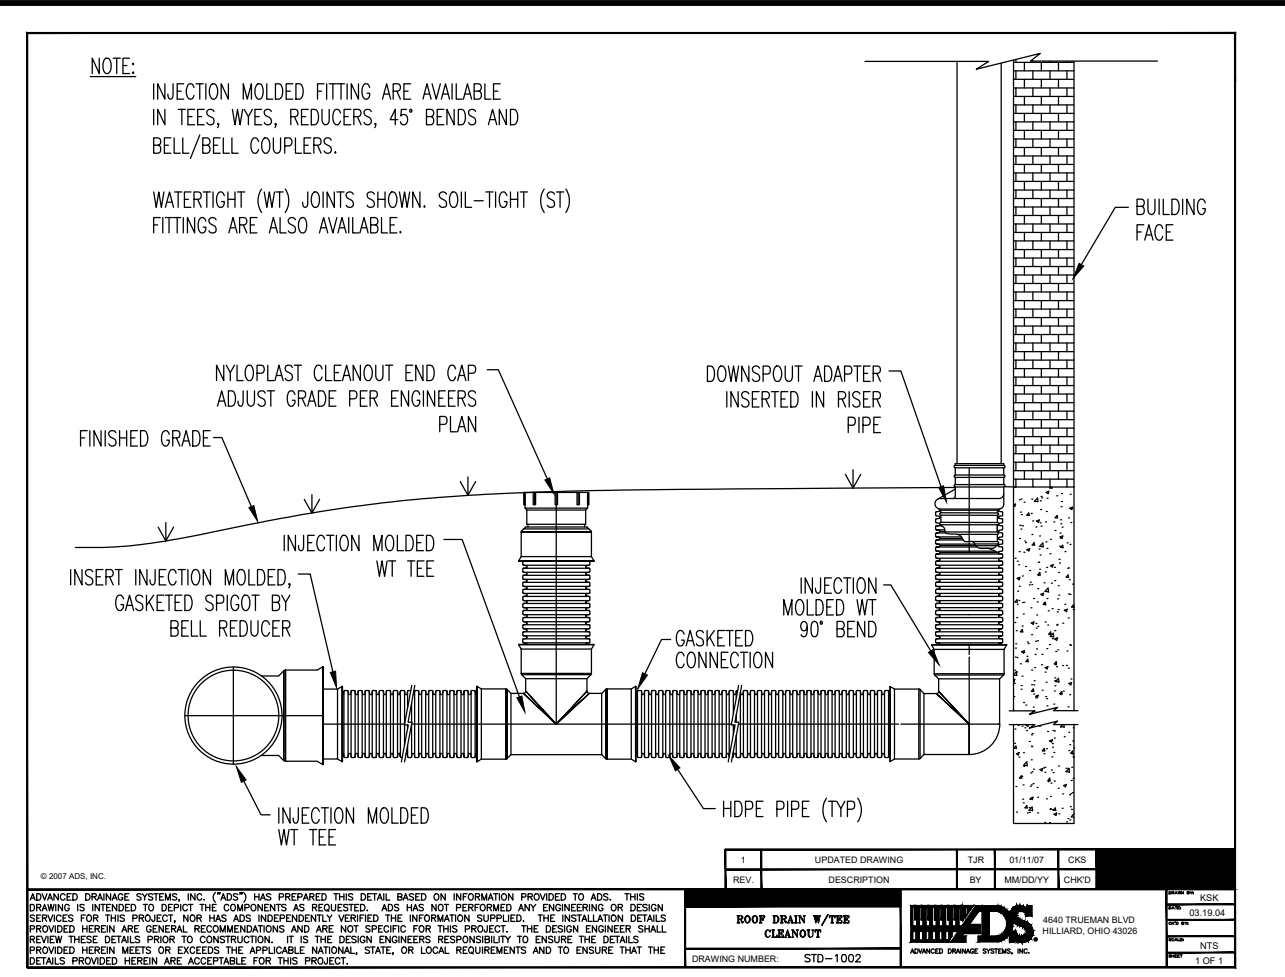 NOTE:
INJECTION MOLDED FITTING ARE AVAILABLE
IN TEES, WYES, REDUCERS, 45° BENDS AND
BELL/BELL COUPLERS.
WATERTIGHT (WT) JOINTS SHOWN. SOIL-TIGHT (ST)
FITTINGS ARE ALSO AVAILABLE.
BUILDING
FACE
NYLOPLAST CLEANOUT END CAP
ADJUST GRADE PER ENGINEERS
PLAN
DOWNSPOUT ADAPTER
INSERTED IN RISER
PIPE
FINISHED GRADE
INJECTION MOLDED
WT TEE
INSERT INJECTION MOLDED,
GASKETED SPIGOT BY
BELL REDUCER
INJECTION
MOLDED WT
90° BEND
GASKETED
CONNECTION
HDPE PIPE (TYP)
INJECTION MOLDED
WT TEE
© 2007 ADS, INC.
1 UPDATED DRAWING TJR 01/11/07 CKS
REV. DESCRIPTION BY MM/DD/YY CHK'D
ADVANCED DRAINAGE SYSTEMS, INC. ("ADS") HAS PREPARED THIS DETAIL BASED ON INFORMATION PROVIDED TO ADS. THIS
DRAWING IS INTENDED TO DEPICT THE COMPONENTS AS REQUESTED. ADS HAS NOT PERFORMED ANY ENGINEERING OR DESIGN
SERVICES FOR THIS PROJECT, NOR HAS ADS INDEPENDENTLY VERIFIED THE INFORMATION SUPPLIED. THE INSTALLATION DETAILS
PROVIDED HEREIN ARE GENERAL RECOMMENDATIONS AND ARE NOT SPECIFIC FOR THIS PROJECT. THE DESIGN ENGINEER SHALL
REVIEW THESE DETAILS PRIOR TO CONSTRUCTION. IT IS THE DESIGN ENGINEERS RESPONSIBILITY TO ENSURE THE DETAILS
PROVIDED HEREIN MEETS OR EXCEEDS THE APPLICABLE NATIONAL, STATE, OR LOCAL REQUIREMENTS AND TO ENSURE THAT THE
DETAILS PROVIDED HEREIN ARE ACCEPTABLE FOR THIS PROJECT.
ROOF DRAIN W/TEE
CLEANOUT
DRAWING NUMBER: STD-1002
ADS
ADVANCED DRAINAGE SYSTEMS, INC.
4640 TRUEMAN BLVD
HILLIARD, OHIO 43026
DRAWN BY:
KSK
DATE:
03.19.04
CK'D BY:
SCALE:
NTS
SHEET
1 OF 1